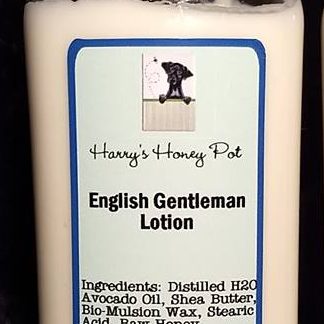 Harry's Honey Pot
English Gentleman
Lotion
Ingredients: Distilled H2O
Avocado Oil, Shea Butter,
Bio-Mulsion Wax, Stearic
Acid, Raw Honey